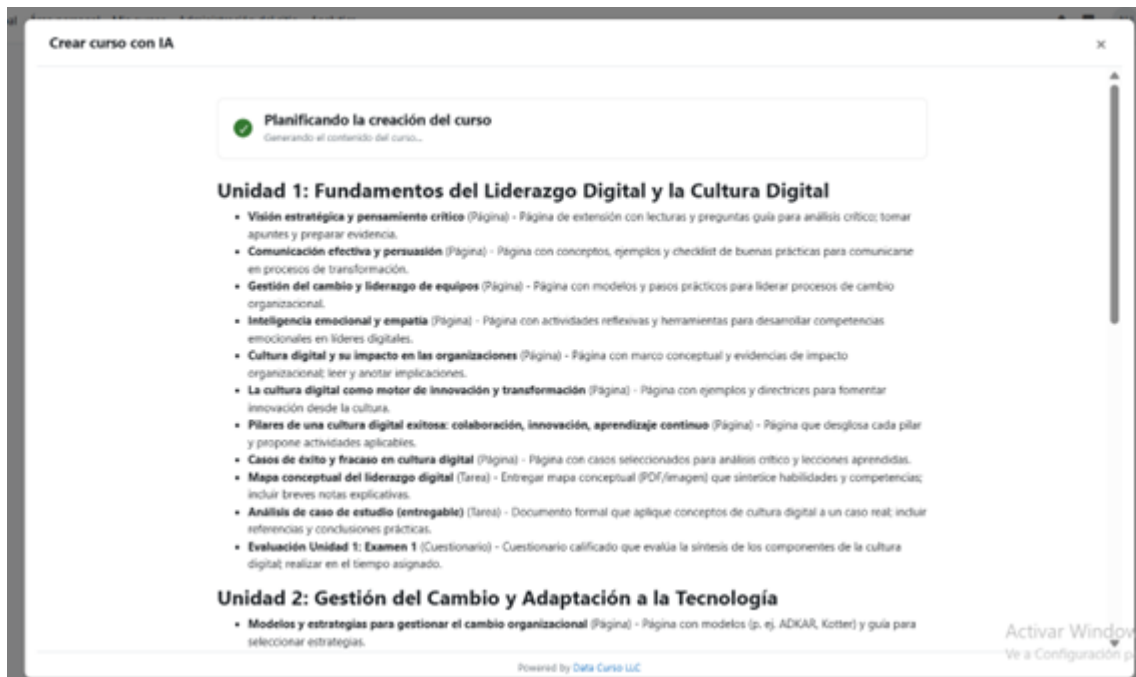 Crear curso con IA
×
Planificando la creación del curso
Generando el contenido del curso...
Unidad 1: Fundamentos del Liderazgo Digital y la Cultura Digital
• Visión estratégica y pensamiento crítico (Página) - Página de extensión con lecturas y preguntas guía para análisis crítico; tomar
apuntes y preparar evidencia.
• Comunicación efectiva y persuasión (Página) - Página con conceptos, ejemplos y checklist de buenas prácticas para comunicarse
en procesos de transformación.
• Gestión del cambio y liderazgo de equipos (Página) - Página con modelos y pasos prácticos para liderar procesos de cambio
organizacional.
• Inteligencia emocional y empatía (Página) - Página con actividades reflexivas y herramientas para desarrollar competencias
emocionales en líderes digitales.
• Cultura digital y su impacto en las organizaciones (Página) - Página con marco conceptual y evidencias de impacto
organizacional; leer y anotar implicaciones.
• La cultura digital como motor de innovación y transformación (Página) - Página con ejemplos y directrices para fomentar
innovación desde la cultura.
• Pilares de una cultura digital exitosa: colaboración, innovación, aprendizaje continuo (Página) - Página que desglosa cada pilar
y propone actividades aplicables.
• Casos de éxito y fracaso en cultura digital (Página) - Página con casos seleccionados para análisis crítico y lecciones aprendidas.
• Mapa conceptual del liderazgo digital (Tarea) - Entregar mapa conceptual (PDF/imagen) que sintetice habilidades y competencias;
incluir breves notas explicativas.
• Análisis de caso de estudio (entregable) (Tarea) - Documento formal que aplique conceptos de cultura digital a un caso real; incluir
referencias y conclusiones prácticas.
• Evaluación Unidad 1: Examen 1 (Cuestionario) - Cuestionario calificado que evalúa la síntesis de los componentes de la cultura
digital; realizar en el tiempo asignado.
Unidad 2: Gestión del Cambio y Adaptación a la Tecnología
• Modelos y estrategias para gestionar el cambio organizacional (Página) - Página con modelos (p. ej. ADKAR, Kotter) y guía para
seleccionar estrategias.
Activar Window
Ve a Configuración p
Powered by Data Curso LLC